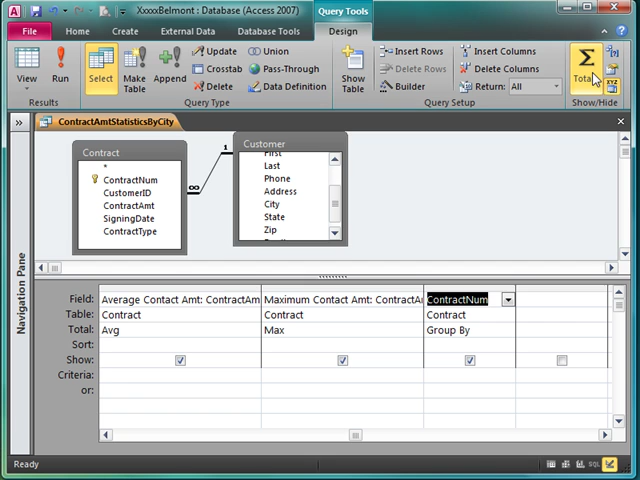 XxxxxBelmont : Database (Access 2007)
Query Tools
File
Home
Create
External Data
Database Tools
Design
View
Run
Results
Select
Make Table
Append
Update
Crosstab
Delete
Union
Pass-Through
Data Definition
Query Type
Show Table
Insert Rows
Delete Rows
Builder
Insert Columns
Delete Columns
Return: All
Query Setup
Σ
XYZ
Show/Hide
ContractAmtStatisticsByCity
Navigation Pane
Contract
*
ContractNum
CustomerID
ContractAmt
SigningDate
ContractType
1
∞
Customer
First
Last
Phone
Address
City
State
Zip
Field: Average Contact Amt: ContractAm Maximum Contact Amt: ContractAm ContractNum
Table: Contract Contract Contract
Total: Avg Max Group By
Sort:
Show:
Criteria:
or:
Ready
SQL